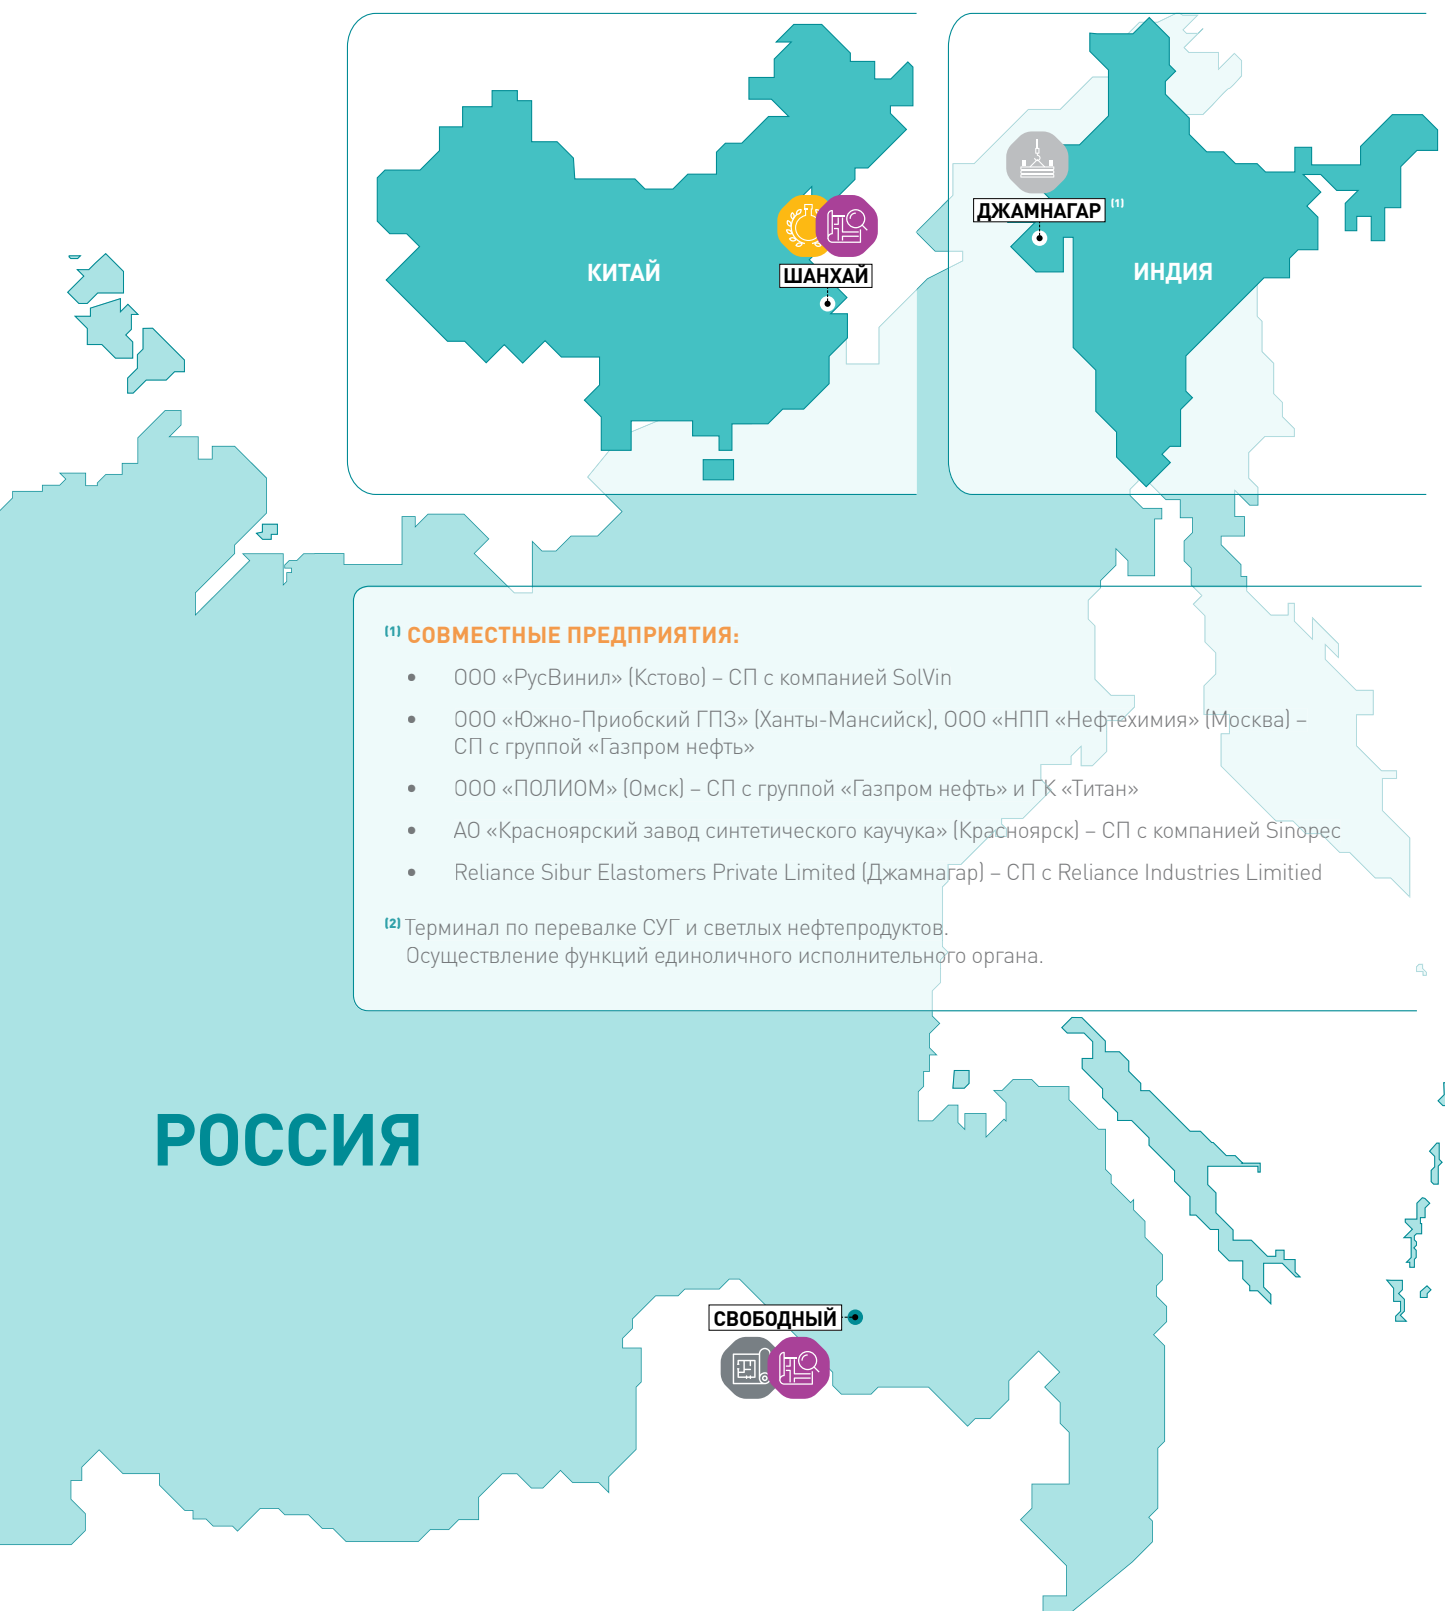 ДЖАМНАГАР (1)
КИТАЙ
ШАНХАЙ
ИНДИЯ
(1) СОВМЕСТНЫЕ ПРЕДПРИЯТИЯ:
• ООО «РусВинил» (Кстово) – СП с компанией SolVin
• ООО «Южно-Приобский ГПЗ» (Ханты-Мансийск), ООО «НПП «Нефтехимия» (Москва) –
СП с группой «Газпром нефть»
• ООО «ПОЛИОМ» (Омск) – СП с группой «Газпром нефть» и ГК «Титан»
• АО «Красноярский завод синтетического каучука» (Красноярск) – СП с компанией Sinopec
• Reliance Sibur Elastomers Private Limited (Джамнагар) – СП с Reliance Industries Limitied
(2) Терминал по перевалке СУГ и светлых нефтепродуктов.
Осуществление функций единоличного исполнительного органа.
РОССИЯ
СВОБОДНЫЙ